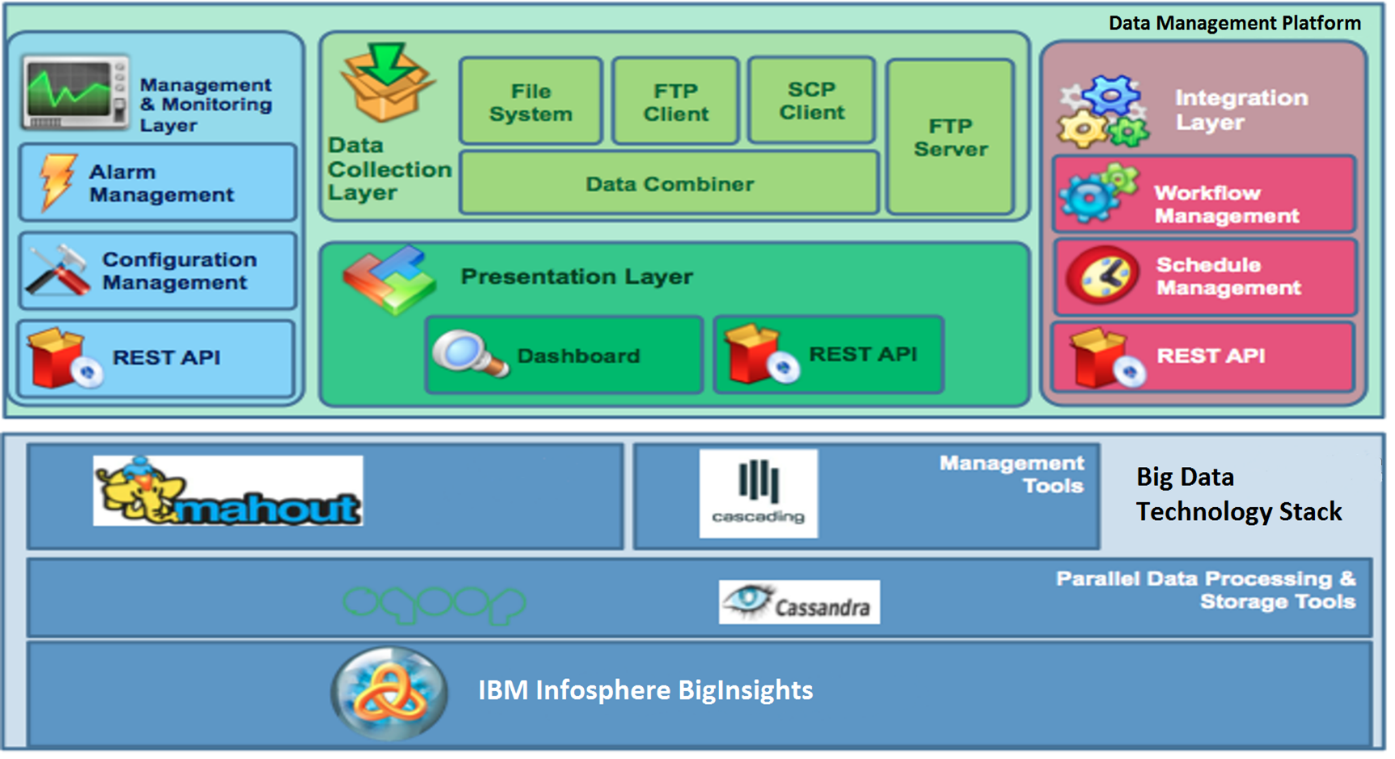 Data Management Platform
Management
& Monitoring
Layer
Alarm
Management
Configuration
Management
REST API
Data
Collection
Layer
File
System
FTP
Client
SCP
Client
FTP
Server
Data Combiner
Presentation Layer
Dashboard
REST API
Integration
Layer
Workflow
Management
Schedule
Management
REST API
mahout
cascading
Management
Tools
Big Data
Technology Stack
Cassandra
Parallel Data Processing &
Storage Tools
IBM Infosphere BigInsights